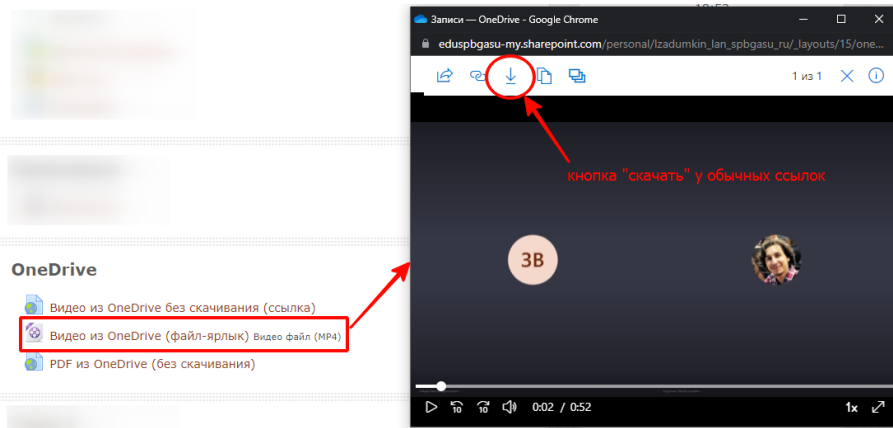 Записи — OneDrive - Google Chrome
eduspbgasu-my.sharepoint.com/personal/lzadumkin_lan_spbgasu_ru/_layouts/15/one...
1 из 1
кнопка "скачать" у обычных ссылок
ЗВ
OneDrive
Видео из OneDrive без скачивания (ссылка)
Видео из OneDrive (файл-ярлык) Видео файл (MP4)
PDF из OneDrive (без скачивания)
10 10 0:02 / 0:52 1x